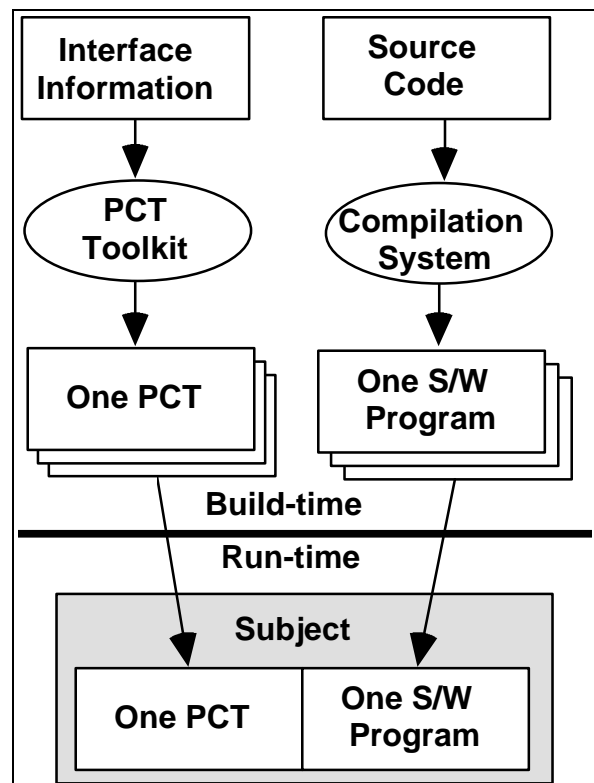 Interface
Information
Source
Code
PCT
Toolkit
Compilation
System
One PCT
One S/W
Program
Build-time
Run-time
Subject
One PCT
One S/W
Program